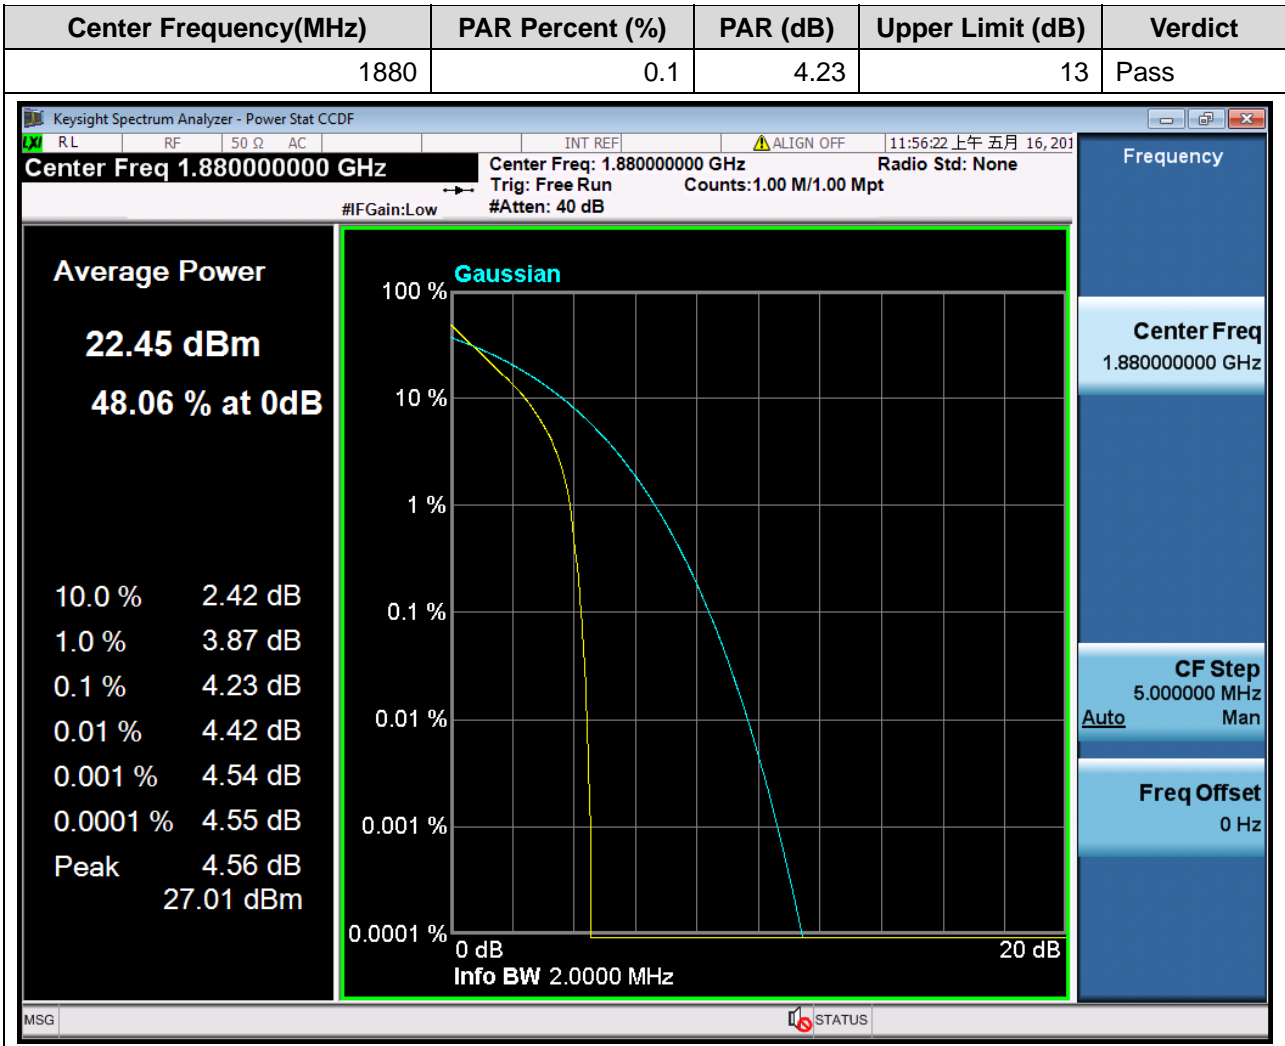 Center Frequency(MHz) PAR Percent (%) PAR (dB) Upper Limit (dB) Verdict
1880 0.1 4.23 13 Pass
Keysight Spectrum Analyzer - Power Stat CCDF
LXI RL RF 50 Ω AC INT REF ALIGN OFF 11:56:22 上午 五月 16, 201
Center Freq 1.880000000 GHz
Center Freq: 1.880000000 GHz Radio Std: None
Trig: Free Run Counts:1.00 M/1.00 Mpt
#IFGain:Low #Atten: 40 dB
Average Power
22.45 dBm
48.06 % at 0dB
10.0 % 2.42 dB
1.0 % 3.87 dB
0.1 % 4.23 dB
0.01 % 4.42 dB
0.001 % 4.54 dB
0.0001 % 4.55 dB
Peak 4.56 dB
27.01 dBm
Gaussian
100 %
10 %
1 %
0.1 %
0.01 %
0.001 %
0.0001 %
0 dB 20 dB
Info BW 2.0000 MHz
Frequency
Center Freq
1.880000000 GHz
CF Step
5.000000 MHz
Auto Man
Freq Offset
0 Hz
MSG STATUS